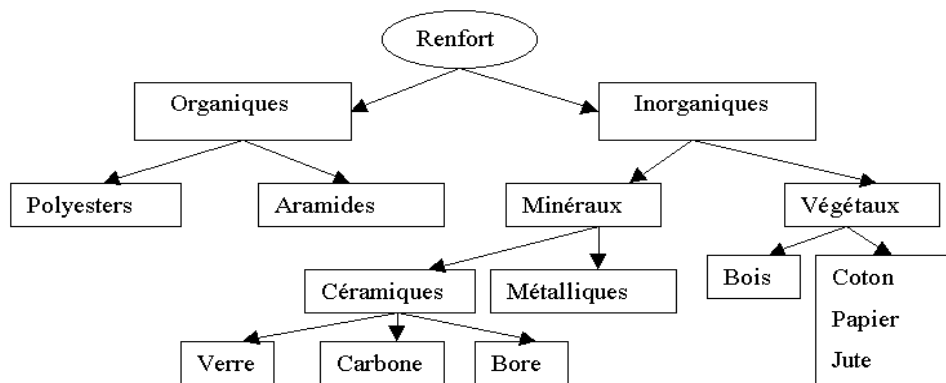 Renfort
Organiques
Inorganiques
Polyesters
Aramides
Minéraux
Végétaux
Céramiques
Métalliques
Bois
Coton
Papier
Jute
Verre
Carbone
Bore